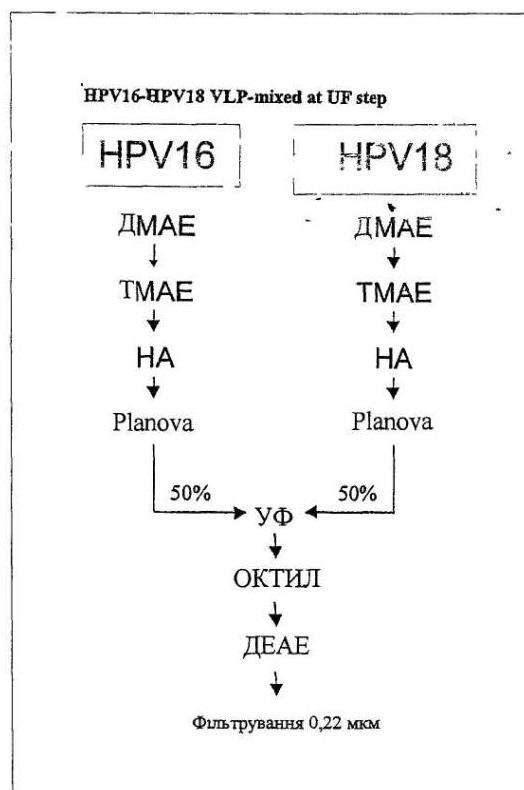 HPV16-HPV18 VLP-mixed at UF step
HPV16 HPV18
ДМАЕ ДМАЕ
ТМАЕ ТМАЕ
НА НА
Planova Planova
50% 50%
УФ
ОКТИЛ
ДЕАЕ
Фільтрування 0,22 мкм